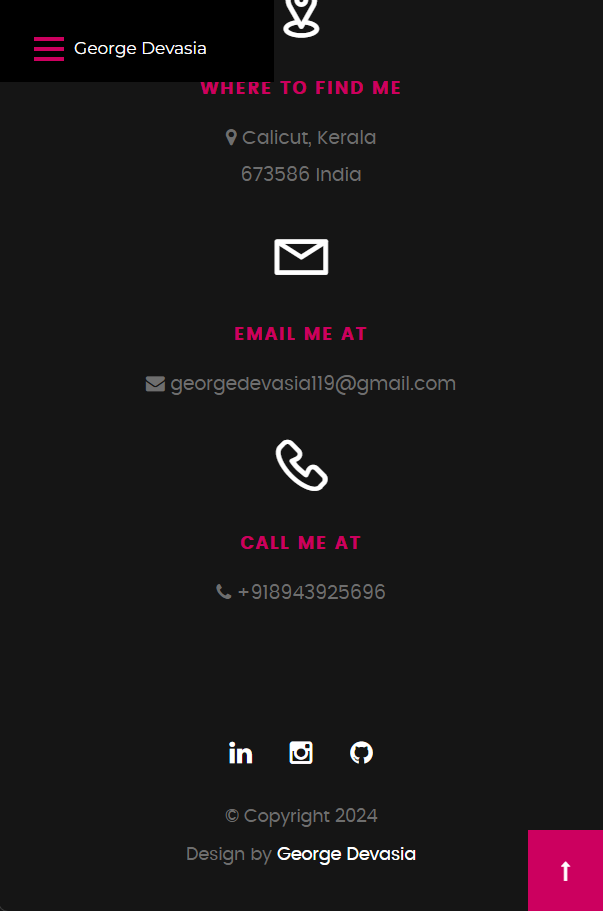 George Devasia
WHERE TO FIND ME
Calicut, Kerala
673586 India
EMAIL ME AT
georgedevasia119@gmail.com
CALL ME AT
+918943925696
in
© Copyright 2024
Design by George Devasia